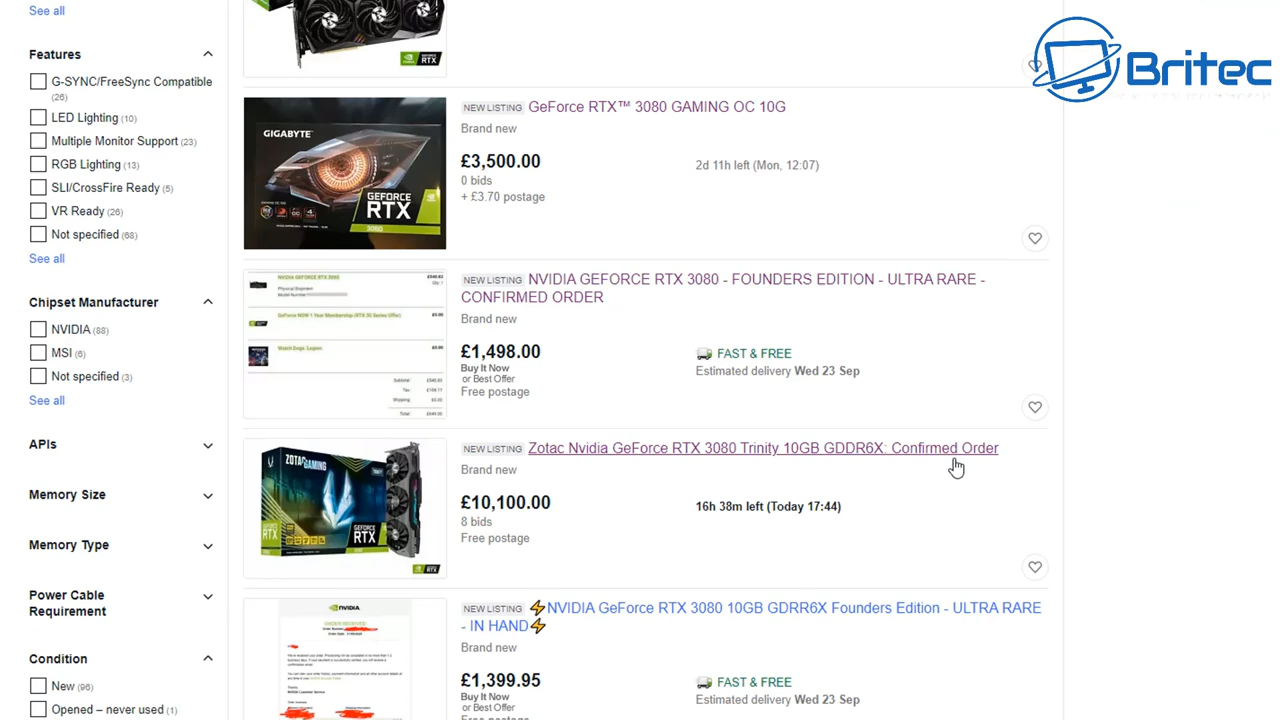 See all
Features
G-SYNC/FreeSync Compatible
(26)
LED Lighting (10)
Multiple Monitor Support (23)
RGB Lighting (13)
SLI/CrossFire Ready (5)
VR Ready (26)
Not specified (68)
See all
Chipset Manufacturer
NVIDIA (88)
MSI (6)
Not specified (3)
See all
APIs
Memory Size
Memory Type
Power Cable
Requirement
Condition
New (96)
Opened – never used (1)
Britec
NVIDIA GEFORCE RTX
GIGABYTE
GEFORCE
RTX
3080
NEW LISTING GeForce RTX™ 3080 GAMING OC 10G
Brand new
£3,500.00
2d 11h left (Mon, 12:07)
0 bids
+ £3.70 postage
NEW LISTING NVIDIA GEFORCE RTX 3080 - FOUNDERS EDITION - ULTRA RARE -
CONFIRMED ORDER
Brand new
£1,498.00
Buy It Now
or Best Offer
Free postage
FAST & FREE
Estimated delivery Wed 23 Sep
ZOTAC GAMING
GEFORCE
RTX
NEW LISTING Zotac Nvidia GeForce RTX 3080 Trinity 10GB GDDR6X: Confirmed Order
Brand new
£10,100.00
16h 38m left (Today 17:44)
8 bids
Free postage
NVIDIA
NEW LISTING ⚡NVIDIA GeForce RTX 3080 10GB GDRR6X Founders Edition - ULTRA RARE
- IN HAND⚡
Brand new
£1,399.95
Buy It Now
or Best Offer
FAST & FREE
Estimated delivery Wed 23 Sep